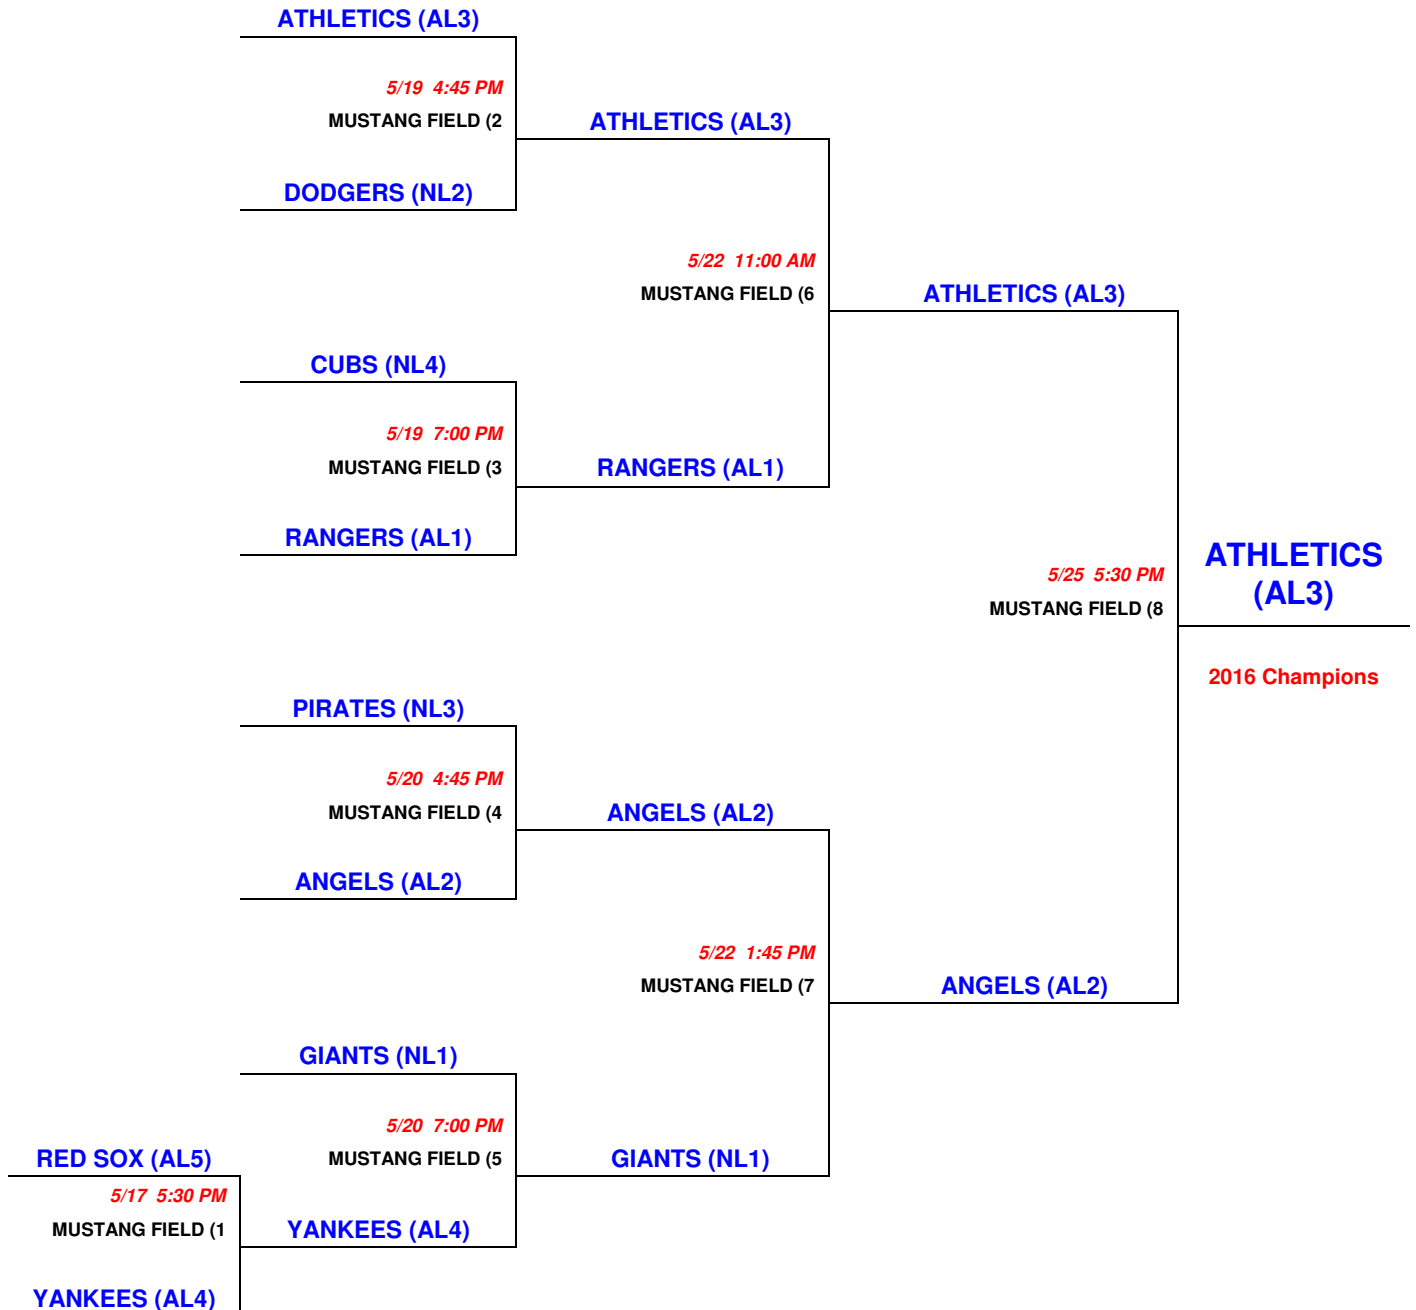 ATHLETICS (AL3)
5/19 4:45 PM
MUSTANG FIELD (2
ATHLETICS (AL3)
DODGERS (NL2)
5/22 11:00 AM
MUSTANG FIELD (6
ATHLETICS (AL3)
CUBS (NL4)
5/19 7:00 PM
MUSTANG FIELD (3
RANGERS (AL1)
RANGERS (AL1)
5/25 5:30 PM
MUSTANG FIELD (8
ATHLETICS
(AL3)
2016 Champions
PIRATES (NL3)
5/20 4:45 PM
MUSTANG FIELD (4
ANGELS (AL2)
ANGELS (AL2)
5/22 1:45 PM
MUSTANG FIELD (7
ANGELS (AL2)
GIANTS (NL1)
5/20 7:00 PM
MUSTANG FIELD (5
GIANTS (NL1)
RED SOX (AL5)
5/17 5:30 PM
MUSTANG FIELD (1
YANKEES (AL4)
YANKEES (AL4)